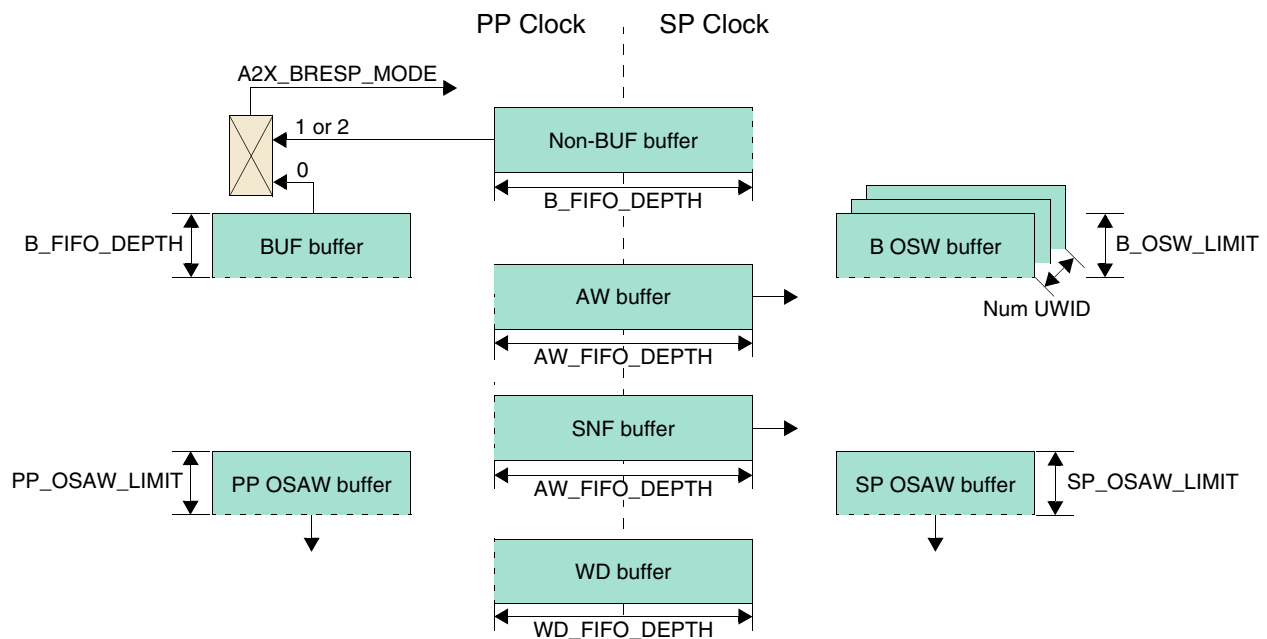 PP Clock
SP Clock
A2X_BRESP_MODE
1 or 2
Non-BUF buffer
0
B_FIFO_DEPTH
B_FIFO_DEPTH
BUF buffer
B OSW buffer
B_OSW_LIMIT
AW buffer
Num UWID
AW_FIFO_DEPTH
SNF buffer
PP_OSAW_LIMIT
PP OSAW buffer
AW_FIFO_DEPTH
SP OSAW buffer
SP_OSAW_LIMIT
WD buffer
WD_FIFO_DEPTH